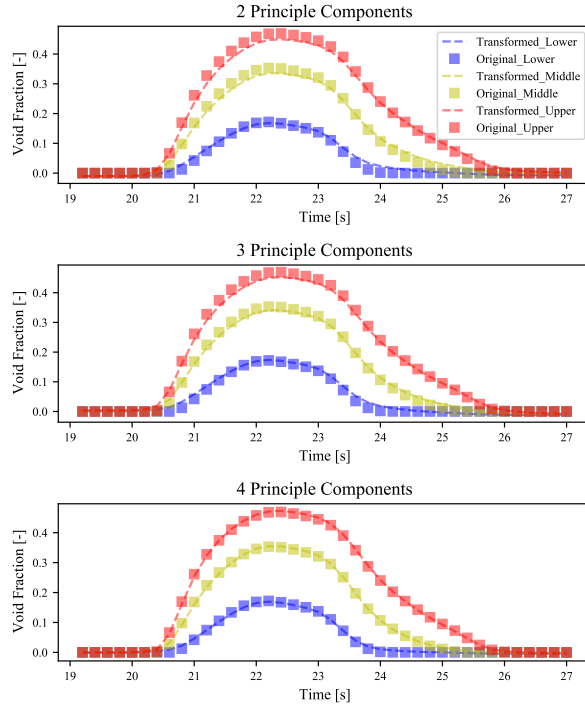 2 Principle Components
Void Fraction [-]
0.4
0.3
0.2
0.1
0.0
Transformed_Lower
Original_Lower
Transformed_Middle
Original_Middle
Transformed_Upper
Original_Upper
19 20 21 22 23 24 25 26 27
Time [s]
3 Principle Components
Void Fraction [-]
0.4
0.3
0.2
0.1
0.0
19 20 21 22 23 24 25 26 27
Time [s]
4 Principle Components
Void Fraction [-]
0.4
0.3
0.2
0.1
0.0
19 20 21 22 23 24 25 26 27
Time [s]